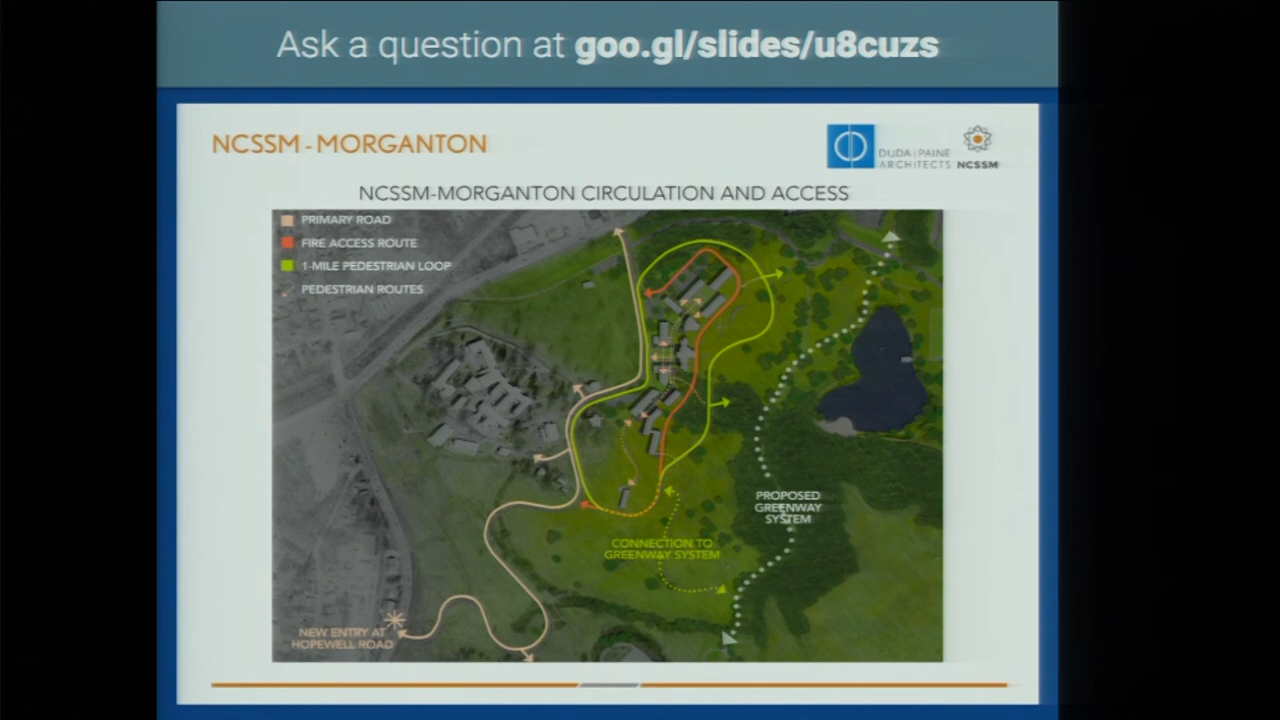 Ask a question at goo.gl/slides/u8cuzs
NCSSM - MORGANTON
DUDA | PAINE
ARCHITECTS
NCSSM
NCSSM-MORGANTON CIRCULATION AND ACCESS
PRIMARY ROAD
FIRE ACCESS ROUTE
1-MILE PEDESTRIAN LOOP
PEDESTRIAN ROUTES
PROPOSED
GREENWAY
SYSTEM
CONNECTION TO
GREENWAY SYSTEM
NEW ENTRY AT
HOPEWELL ROAD